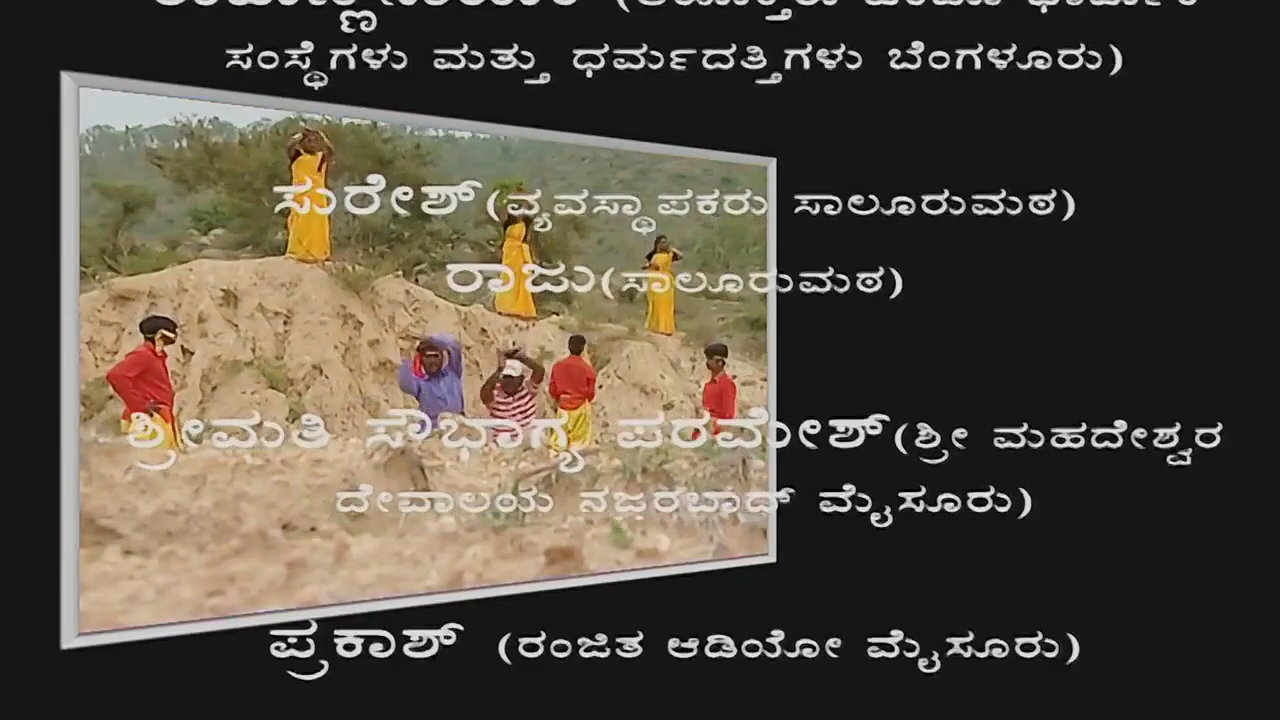 ಸಂಸ್ಥೆಗಳು ಮತ್ತು ಧರ್ಮದತ್ತಿಗಳು ಬೆಂಗಳೂರು)
ಸುರೇಶ್(ವ್ಯವಸ್ಥಾಪಕರು ಸಾಲೂರುಮಠ)
ರಾಜು(ಸಾಲೂರುಮಠ)
ಶ್ರೀಮತಿ ಸೌಭಾಗ್ಯ ಪರಮೇಶ್(ಶ್ರೀ ಮಹದೇಶ್ವರ
ದೇವಾಲಯ ನಜರಬಾದ್ ಮೈಸೂರು)
ಪ್ರಕಾಶ್ (ರಂಜಿತ ಆಡಿಯೋ ಮೈಸೂರು)